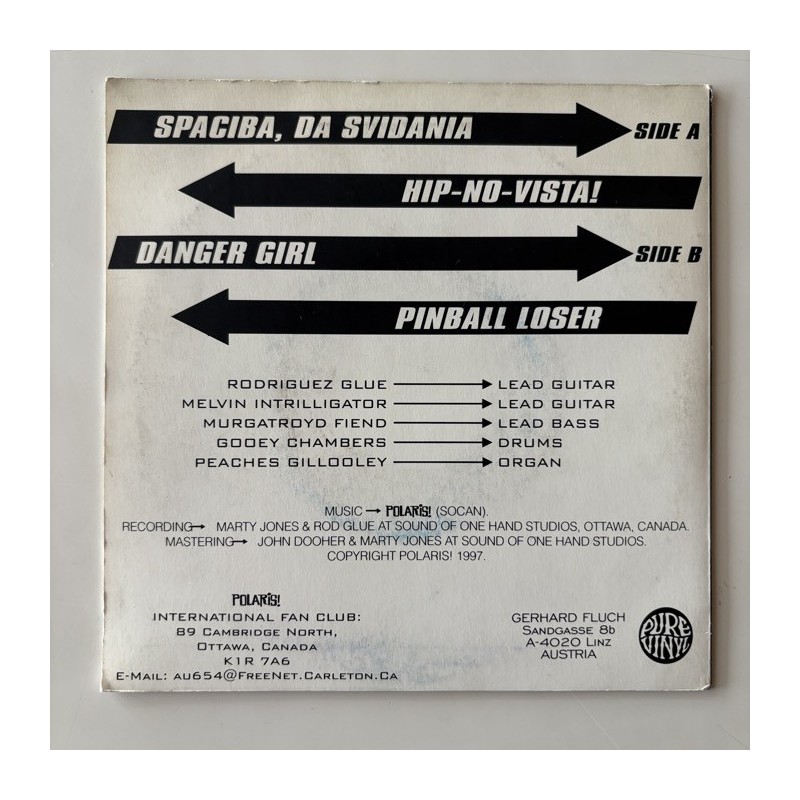 SPACIBA, DA SVIDANIA SIDE A
HIP-NO-VISTA!
DANGER GIRL SIDE B
PINBALL LOSER
RODRIGUEZ GLUE LEAD GUITAR
MELVIN INTRILLIGATOR LEAD GUITAR
MURGATROYD FIEND LEAD BASS
GOOEY CHAMBERS DRUMS
PEACHES GILLOOLEY ORGAN
MUSIC → POLARIS! (SOCAN).
RECORDING→ MARTY JONES & ROD GLUE AT SOUND OF ONE HAND STUDIOS, OTTAWA, CANADA.
MASTERING→ JOHN DOOHER & MARTY JONES AT SOUND OF ONE HAND STUDIOS.
COPYRIGHT POLARIS! 1997.
POLARIS!
INTERNATIONAL FAN CLUB:
89 CAMBRIDGE NORTH,
OTTAWA, CANADA
K1R 7A6
E-MAIL: AU654@FREENET.CARLETON.CA
GERHARD FLUCH
SANDGASSE 8b
A-4020 LINZ
AUSTRIA
PURE
VINYL